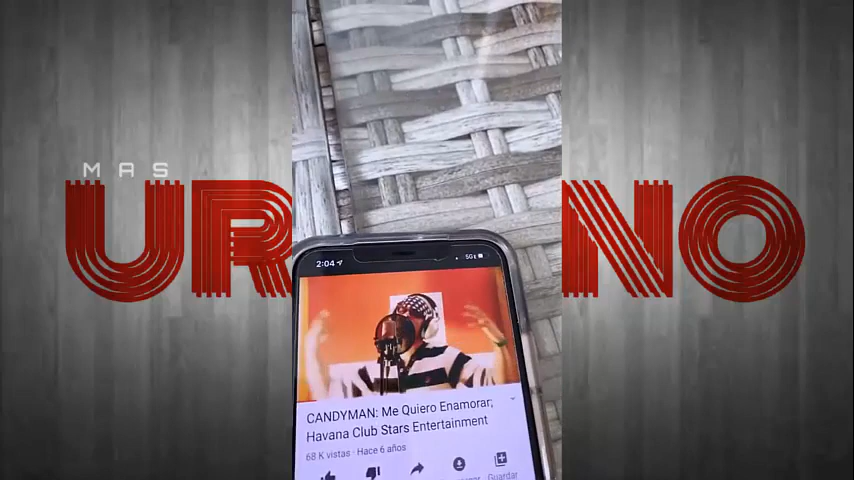 MAS
UR
NO
2:04
5G
CANDYMAN: Me Quiero Enamorar;
Havana Club Stars Entertainment
68 K vistas · Hace 6 años
Guardar